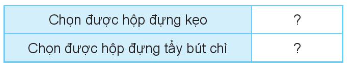 Chọn được hộp đựng kẹo ?
Chọn được hộp đựng tẩy bút chì ?